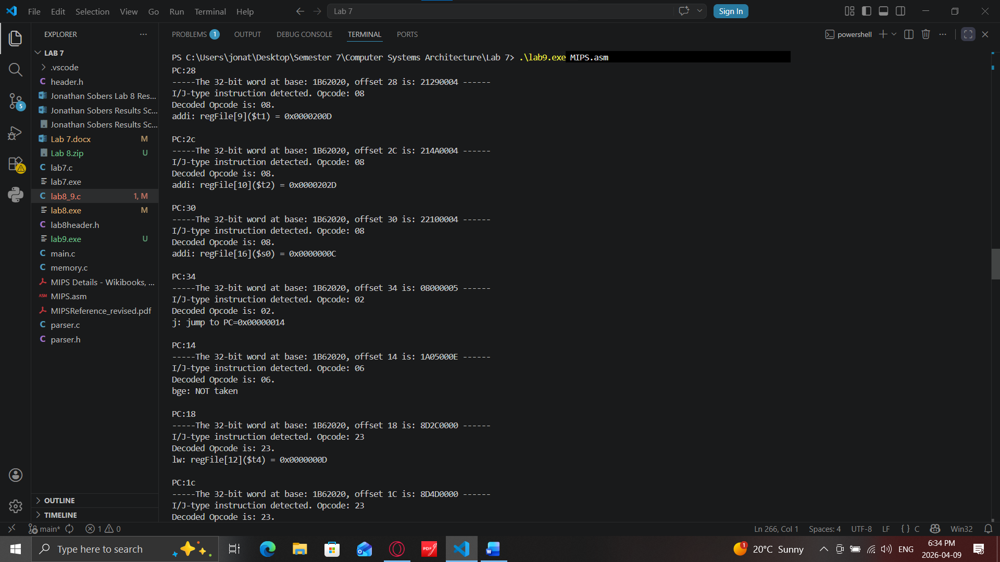 File Edit Selection View Go Run Terminal Help
Lab 7
Sign In
EXPLORER
LAB 7
.vscode
header.h
Jonathan Sobers Lab 8 Res...
Jonathan Sobers Results Sc...
Jonathan Sobers Results Sc...
Lab 7.docx M
Lab 8.zip U
lab7.c
lab7.exe
lab8_9.c 1, M
lab8.exe M
lab8header.h
lab9.exe U
main.c
memory.c
MIPS Details - Wikibooks, ...
ASM MIPS.asm
MIPSReference_revised.pdf
parser.c
parser.h
OUTLINE
TIMELINE
5
PROBLEMS 1 OUTPUT DEBUG CONSOLE TERMINAL PORTS
powershell
PS C:\Users\jonat\Desktop\Semester 7\Computer Systems Architecture\Lab 7> .\lab9.exe MIPS.asm
PC:28
-----The 32-bit word at base: 1B62020, offset 28 is: 21290004 ------
I/J-type instruction detected. Opcode: 08
Decoded Opcode is: 08.
addi: regFile[9]($t1) = 0x0000200D
PC:2c
-----The 32-bit word at base: 1B62020, offset 2C is: 214A0004 ------
I/J-type instruction detected. Opcode: 08
Decoded Opcode is: 08.
addi: regFile[10]($t2) = 0x0000202D
PC:30
-----The 32-bit word at base: 1B62020, offset 30 is: 22100004 ------
I/J-type instruction detected. Opcode: 08
Decoded Opcode is: 08.
addi: regFile[16]($s0) = 0x0000000C
PC:34
-----The 32-bit word at base: 1B62020, offset 34 is: 08000005 ------
I/J-type instruction detected. Opcode: 02
Decoded Opcode is: 02.
j: jump to PC=0x00000014
PC:14
-----The 32-bit word at base: 1B62020, offset 14 is: 1A05000E ------
I/J-type instruction detected. Opcode: 06
Decoded Opcode is: 06.
bge: NOT taken
PC:18
-----The 32-bit word at base: 1B62020, offset 18 is: 8D2C0000 ------
I/J-type instruction detected. Opcode: 23
Decoded Opcode is: 23.
lw: regFile[12]($t4) = 0x0000000D
PC:1c
-----The 32-bit word at base: 1B62020, offset 1C is: 8D4D0000 ------
I/J-type instruction detected. Opcode: 23
Decoded Opcode is: 23.
main* 1 0
Ln 266, Col 1 Spaces: 4 UTF-8 LF {} C Win32
Type here to search
PDF
1 20°C Sunny
ENG
6:34 PM
2026-04-09